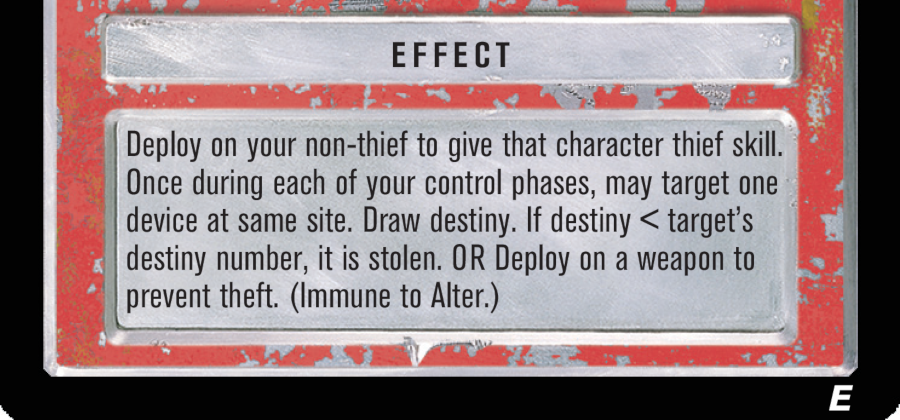 EFFECT
Deploy on your non-thief to give that character thief skill.
Once during each of your control phases, may target one
device at same site. Draw destiny. If destiny < target's
destiny number, it is stolen. OR Deploy on a weapon to
prevent theft. (Immune to Alter.)
E